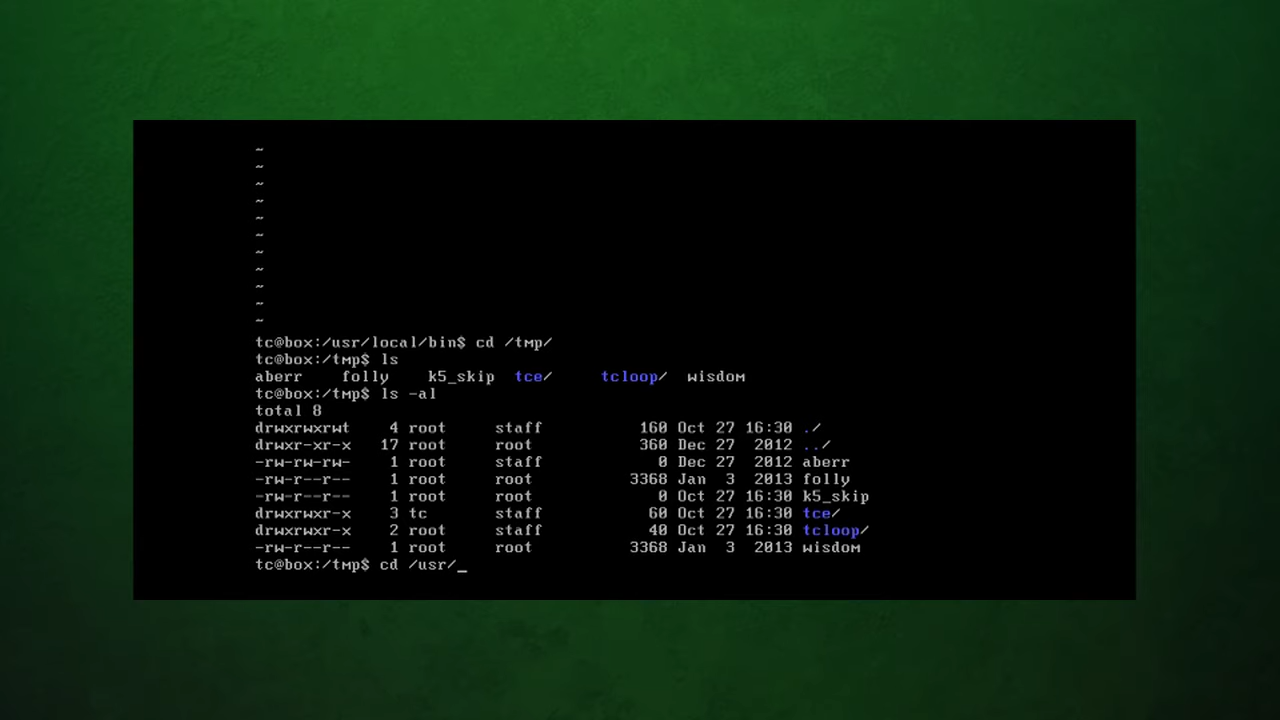 ~
~
~
~
~
~
~
~
~
~
~
tc@box:/usr/local/bin$ cd /tmp/
tc@box:/tmp$ ls
aberr    folly    k5_skip  tce/     tcloop/  wisdom
tc@box:/tmp$ ls -al
total 8
drwxrwxrwt    4 root     staff          160 Oct 27 16:30 ./
drwxr-xr-x   17 root     root           360 Dec 27  2012 ../
-rw-rw-rw-    1 root     staff            0 Dec 27  2012 aberr
-rw-r--r--    1 root     root          3368 Jan  3  2013 folly
-rw-r--r--    1 root     root             0 Oct 27 16:30 k5_skip
drwxrwxr-x    3 tc       staff           60 Oct 27 16:30 tce/
drwxrwxr-x    2 root     staff           40 Oct 27 16:30 tcloop/
-rw-r--r--    1 root     root          3368 Jan  3  2013 wisdom
tc@box:/tmp$ cd /usr/_